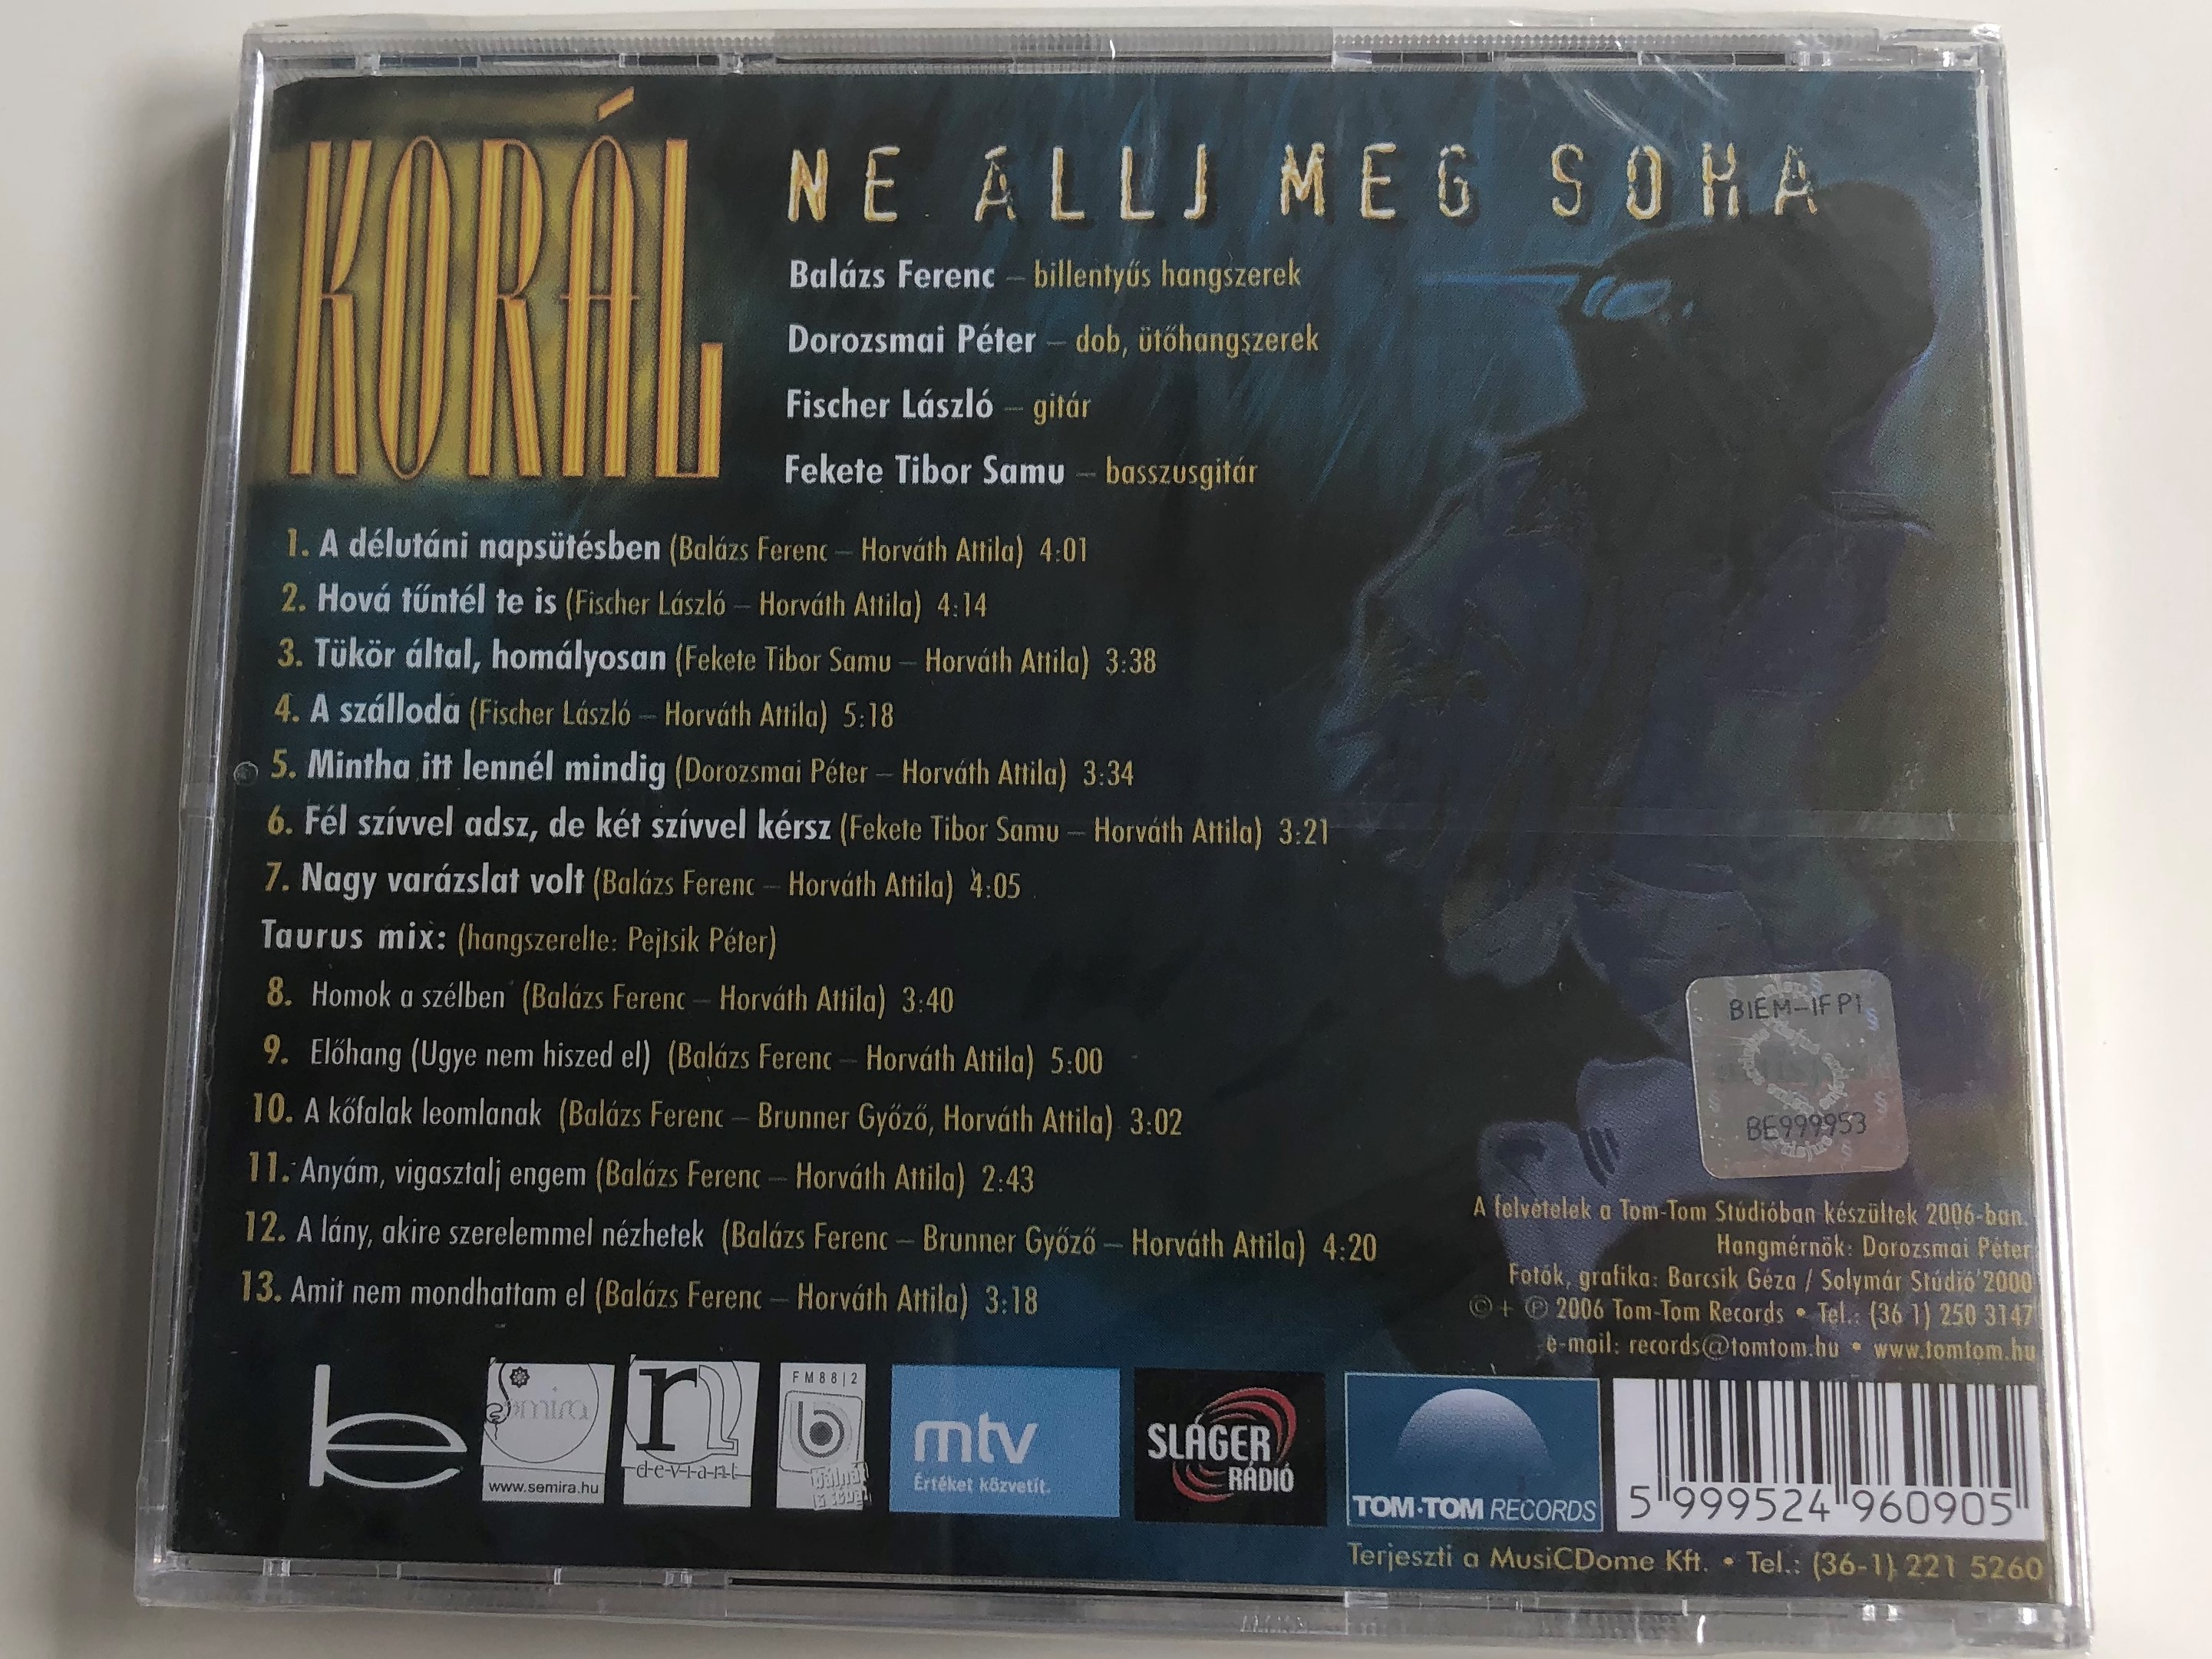 KORÁL
NE ÁLLJ MEG SOHA
Balázs Ferenc – billentyűs hangszerek
Dorozsmai Péter – dob, ütőhangszerek
Fischer László – gitár
Fekete Tibor Samu – basszusgitár
1. A délutáni napsütésben (Balázs Ferenc – Horváth Attila) 4:01
2. Hová tűntél te is (Fischer László – Horváth Attila) 4:14
3. Tükör által, homályosan (Fekete Tibor Samu – Horváth Attila) 3:38
4. A szálloda (Fischer László – Horváth Attila) 5:18
5. Mintha itt lennél mindig (Dorozsmai Péter – Horváth Attila) 3:34
6. Fél szívvel adsz, de két szívvel kérsz (Fekete Tibor Samu – Horváth Attila) 3:21
7. Nagy varázslat volt (Balázs Ferenc – Horváth Attila) 4:05
Taurus mix: (hangszerelte: Pejtsik Péter)
8. Homok a szélben (Balázs Ferenc – Horváth Attila) 3:40
9. Előhang (Ugye nem hiszed el) (Balázs Ferenc – Horváth Attila) 5:00
10. A kőfalak leomlanak (Balázs Ferenc – Brunner Győző, Horváth Attila) 3:02
11. Anyám, vigasztalj engem (Balázs Ferenc – Horváth Attila) 2:43
12. A lány, akire szerelemmel nézhetek (Balázs Ferenc – Brunner Győző – Horváth Attila) 4:20
13. Amit nem mondhattam el (Balázs Ferenc – Horváth Attila) 3:18
BIEM–IFPI
BE999953
A felvételek a Tom-Tom Stúdióban készültek 2006-ban.
Hangmérnök: Dorozsmai Péter
Fotók, grafika: Barcsik Géza / Solymár Stúdió'2000
© + ℗ 2006 Tom-Tom Records • Tel.: (36 1) 250 3147
e-mail: records@tomtom.hu • www.tomtom.hu
be
Semira
www.semira.hu
d-e-v-i-a-n-t
FM88|2
b
mtv
Értéket közvetít.
SLÁGER
RÁDIÓ
TOM•TOM RECORDS
5 999524 960905
Terjeszti a MusiCDome Kft. • Tel.: (36-1) 221 5260